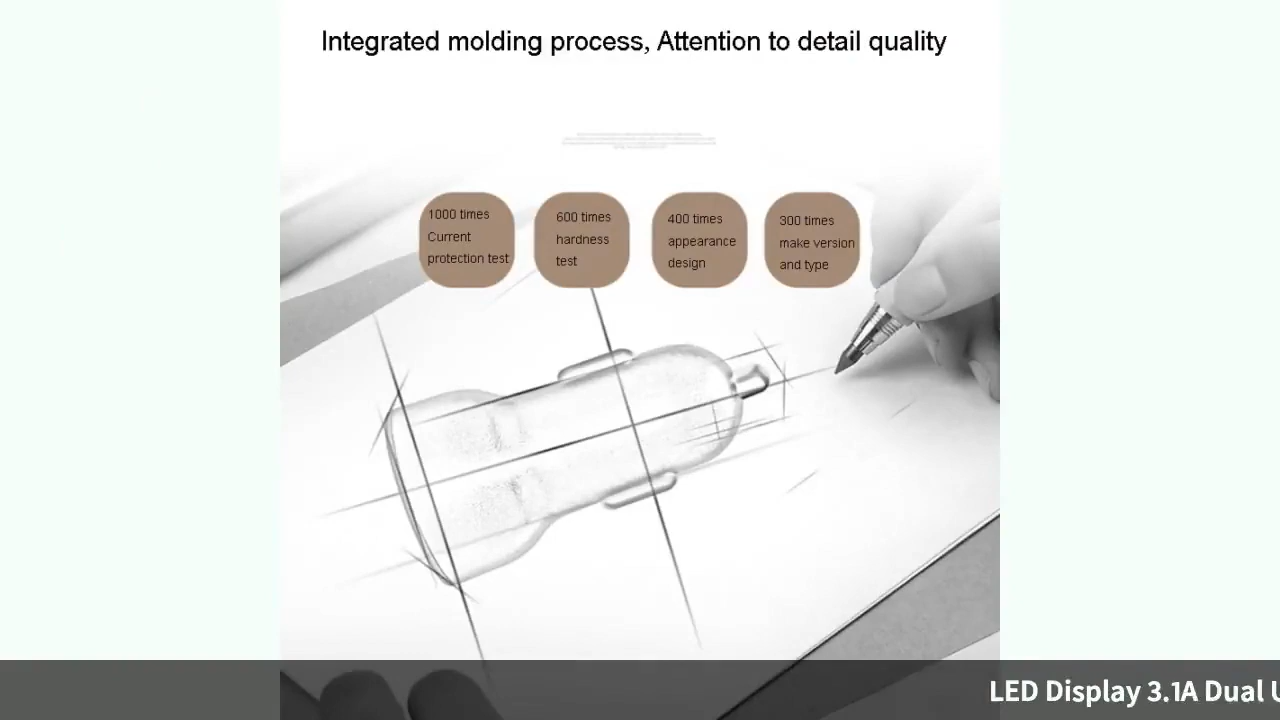 Integrated molding process, Attention to detail quality
1000 times
Current
protection test
600 times
hardness
test
400 times
appearance
design
300 times
make version
and type
LED Display 3.1A Dual